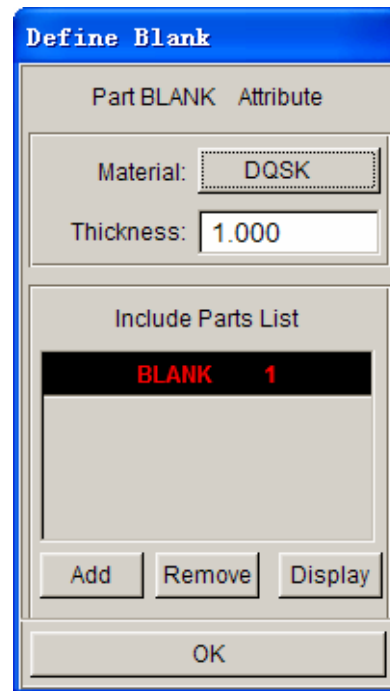 Define Blank
Part BLANK Attribute
Material: DQSK
Thickness: 1.000
Include Parts List
BLANK 1
Add Remove Display
OK